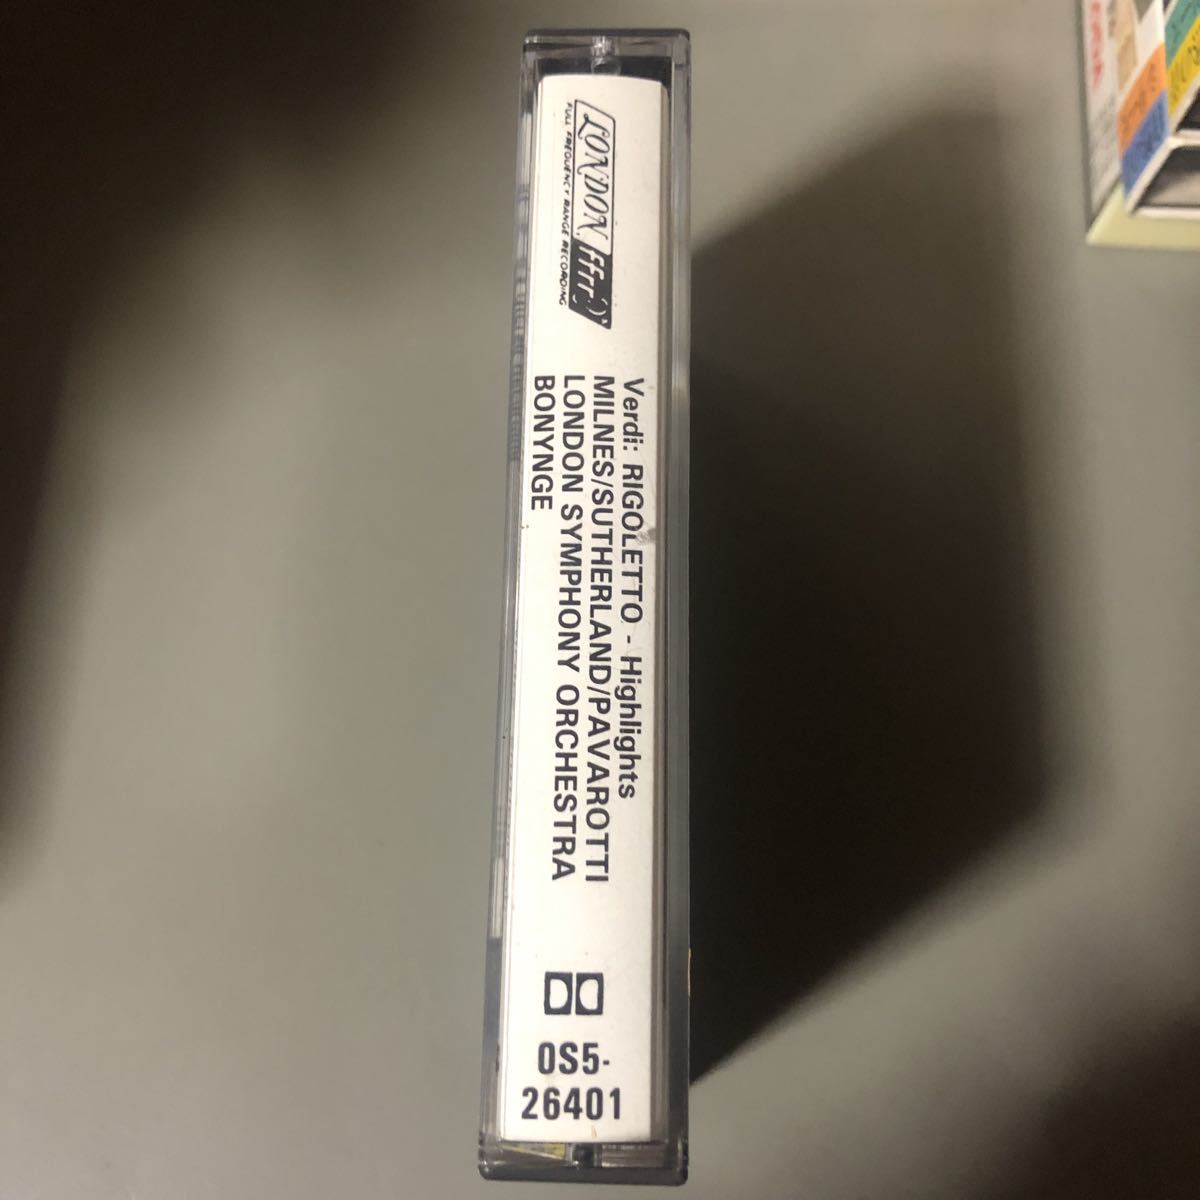 LONDON ffrr
FULL FREQUENCY RANGE RECORDING
Verdi: RIGOLETTO - Highlights
MILNES/SUTHERLAND/PAVAROTTI
LONDON SYMPHONY ORCHESTRA
BONYNGE
OS5-
26401